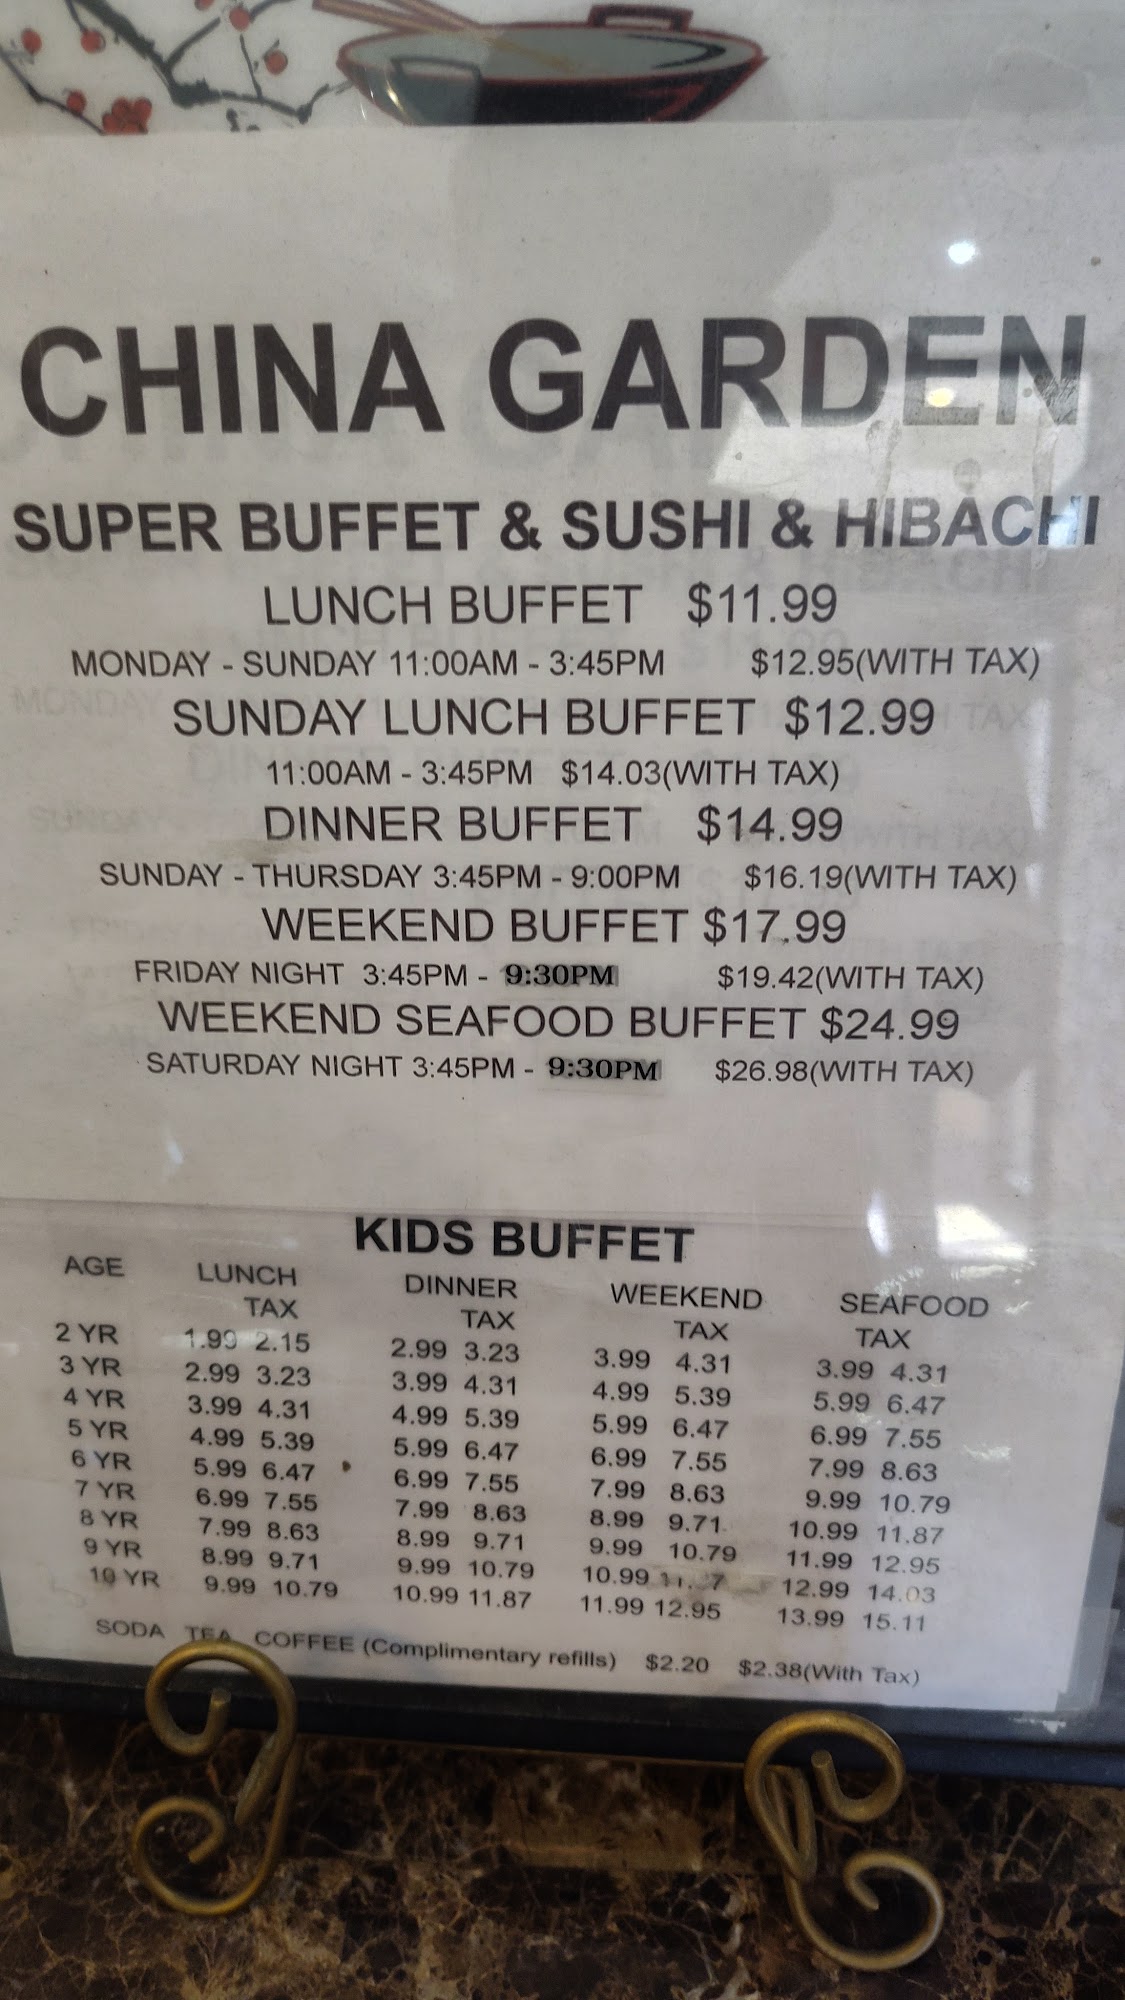 CHINA GARDEN
SUPER BUFFET & SUSHI & HIBACHI
LUNCH BUFFET $11.99
MONDAY - SUNDAY 11:00AM - 3:45PM $12.95(WITH TAX)
SUNDAY LUNCH BUFFET $12.99
11:00AM - 3:45PM $14.03(WITH TAX)
DINNER BUFFET $14.99
SUNDAY - THURSDAY 3:45PM - 9:00PM $16.19(WITH TAX)
WEEKEND BUFFET $17.99
FRIDAY NIGHT 3:45PM - 9:30PM $19.42(WITH TAX)
WEEKEND SEAFOOD BUFFET $24.99
SATURDAY NIGHT 3:45PM - 9:30PM $26.98(WITH TAX)
KIDS BUFFET
AGE LUNCH DINNER WEEKEND SEAFOOD
TAX TAX TAX TAX
2 YR 1.99 2.15 2.99 3.23 3.99 4.31 3.99 4.31
3 YR 2.99 3.23 3.99 4.31 4.99 5.39 5.99 6.47
4 YR 3.99 4.31 4.99 5.39 5.99 6.47 6.99 7.55
5 YR 4.99 5.39 5.99 6.47 6.99 7.55 7.99 8.63
6 YR 5.99 6.47 6.99 7.55 7.99 8.63 9.99 10.79
7 YR 6.99 7.55 7.99 8.63 8.99 9.71 10.99 11.87
8 YR 7.99 8.63 8.99 9.71 9.99 10.79 11.99 12.95
9 YR 8.99 9.71 9.99 10.79 10.99 12.99 14.03
10 YR 9.99 10.79 10.99 11.87 11.99 12.95 13.99 15.11
SODA TEA COFFEE (Complimentary refills) $2.20 $2.38(With Tax)